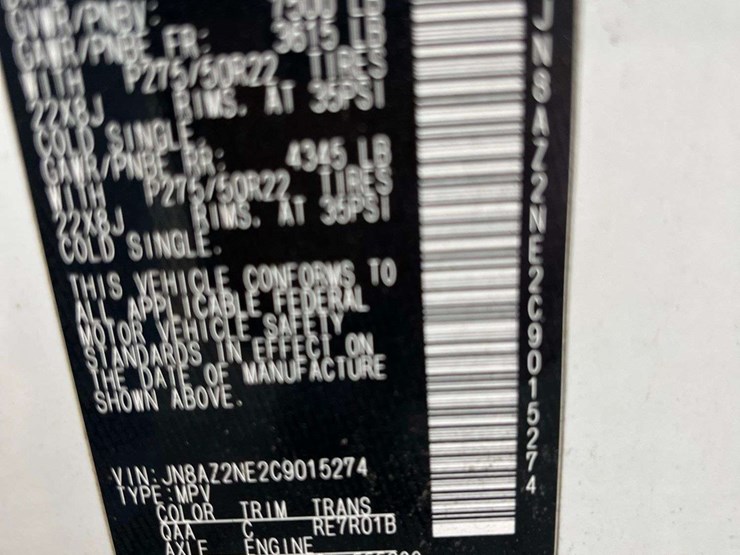 GVWR/PNBV: 7300 LB
GAWR/PNBE FR: 3615 LB
WITH P275/50R22 TIRES
22X8J RIMS. AT 35PSI
COLD SINGLE.
GAWR/PNBE RR: 4345 LB
WITH P275/50R22 TIRES
22X8J RIMS. AT 35PSI
COLD SINGLE.
THIS VEHICLE CONFORMS TO
ALL APPLICABLE FEDERAL
MOTOR VEHICLE SAFETY
STANDARDS IN EFFECT ON
THE DATE OF MANUFACTURE
SHOWN ABOVE.
VIN: JN8AZ2NE2C9015274
TYPE: MPV
COLOR TRIM TRANS
QAA C RE7R01B
AXLE ENGINE
JN8AZ2NE2C9015274